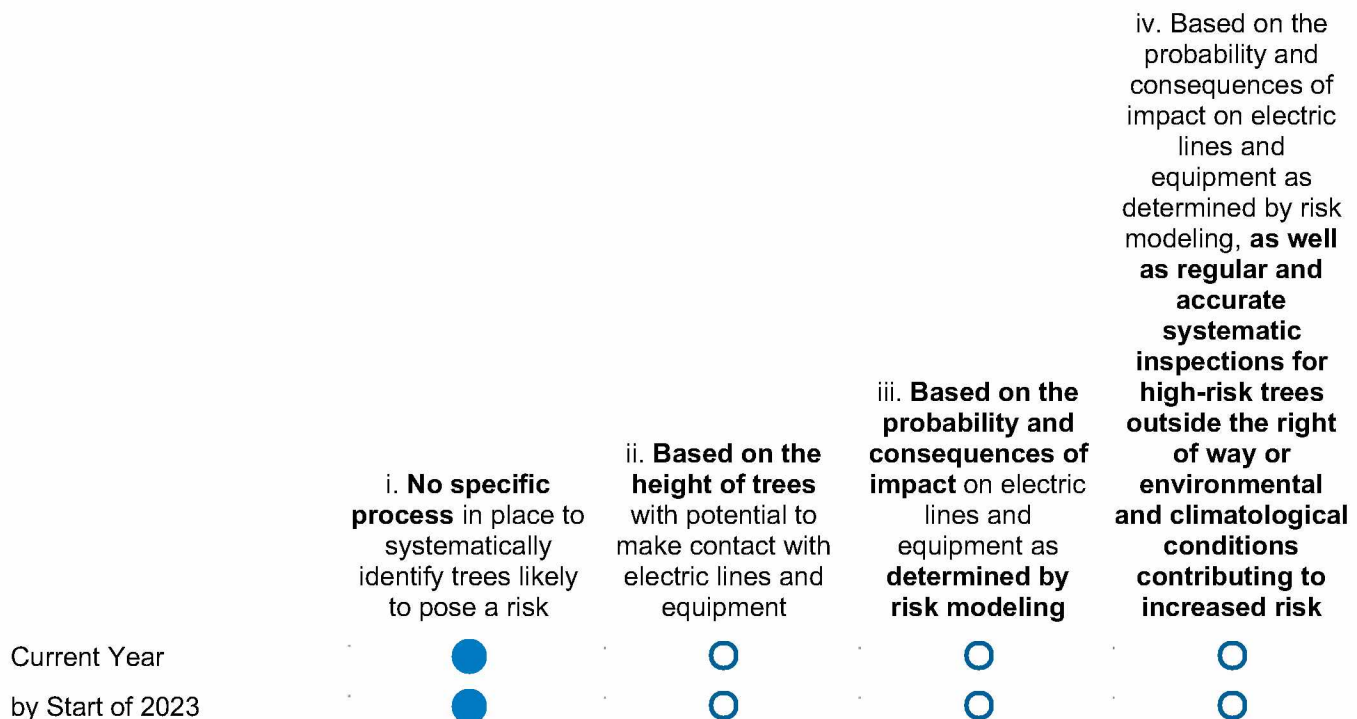 i. No specific
process in place to
systematically
identify trees likely
to pose a risk
ii. Based on the
height of trees
with potential to
make contact with
electric lines and
equipment
iii. Based on the
probability and
consequences of
impact on electric
lines and
equipment as
determined by
risk modeling
iv. Based on the
probability and
consequences of
impact on electric
lines and
equipment as
determined by risk
modeling, as well
as regular and
accurate
systematic
inspections for
high-risk trees
outside the right
of way or
environmental
and climatological
conditions
contributing to
increased risk
Current Year
by Start of 2023